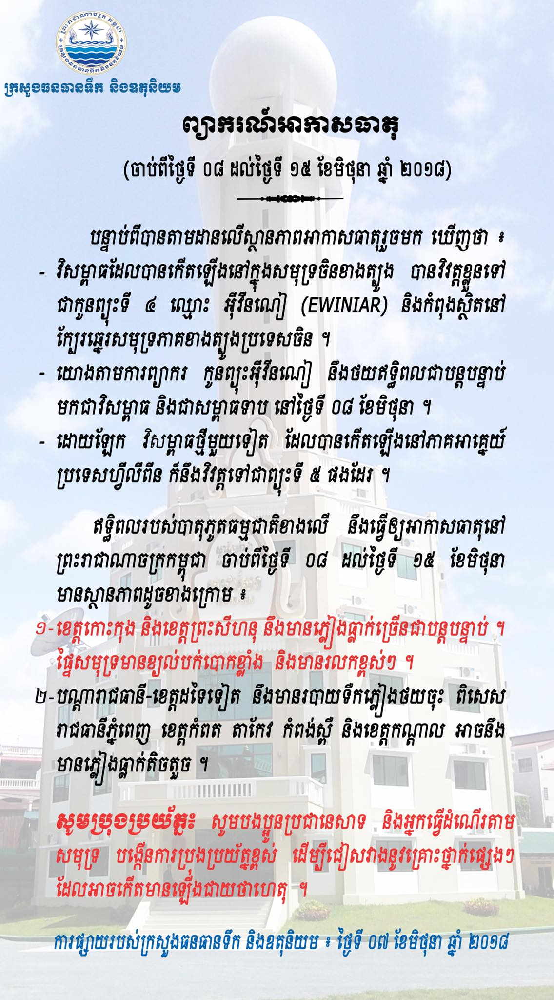 ព្រះរាជាណាចក្រកម្ពុជា
ក្រសួងធនធានទឹកនិងឧតុនិយម
ក្រសួងធនធានទឹក និងឧតុនិយម
ព្យាករណ៍អាកាសធាតុ
(ចាប់ពីថ្ងៃទី ០៨ ដល់ថ្ងៃទី ១៥ ខែមិថុនា ឆ្នាំ ២០១៨)
បន្ទាប់ពីបានតាមដានលើស្ថានភាពអាកាសធាតុរួចមក ឃើញថា ៖
- វិសម្ពាធដែលបានកើតឡើងនៅក្នុងសមុទ្រចិនខាងត្បូង បានវិវត្តខ្លួនទៅ
ជាកូនព្យុះទី ៤ ឈ្មោះ អ៊ីវីនណៀ (EWINIAR) និងកំពុងស្ថិតនៅ
ក្បែរឆ្នេរសមុទ្រភាគខាងត្បូងប្រទេសចិន ។
- យោងតាមការព្យាករ កូនព្យុះអ៊ីវីនណៀ នឹងថយឥទ្ធិពលជាបន្តបន្ទាប់
មកជាវិសម្ពាធ និងជាសម្ពាធទាប នៅថ្ងៃទី ០៨ ខែមិថុនា ។
- ដោយឡែក វិសម្ពាធថ្មីមួយទៀត ដែលបានកើតឡើងនៅភាគអាគ្នេយ៍
ប្រទេសហ្វីលីពីន ក៏នឹងវិវត្តទៅជាព្យុះទី ៥ ផងដែរ ។
ឥទ្ធិពលរបស់បាតុភូតធម្មជាតិខាងលើ នឹងធ្វើឲ្យអាកាសធាតុនៅ
ព្រះរាជាណាចក្រកម្ពុជា ចាប់ពីថ្ងៃទី ០៨ ដល់ថ្ងៃទី ១៥ ខែមិថុនា
មានស្ថានភាពដូចខាងក្រោម ៖
១-ខេត្តកោះកុង និងខេត្តព្រះសីហនុ នឹងមានភ្លៀងធ្លាក់ច្រើនជាបន្តបន្ទាប់ ។
ផ្ទៃសមុទ្រមានខ្យល់បក់បោកខ្លាំង និងមានរលកខ្ពស់ៗ ។
២-បណ្តារាជធានី-ខេត្តដទៃទៀត នឹងមានរបាយទឹកភ្លៀងថយចុះ ពិសេស
រាជធានីភ្នំពេញ ខេត្តកំពត តាកែវ កំពង់ស្ពឺ និងខេត្តកណ្តាល អាចនឹង
មានភ្លៀងធ្លាក់តិចតួច ។
សូមប្រុងប្រយ័ត្ន៖ សូមបងប្អូនប្រជានេសាទ និងអ្នកធ្វើដំណើរតាម
សមុទ្រ បង្កើនការប្រុងប្រយ័ត្នខ្ពស់ ដើម្បីជៀសវាងនូវគ្រោះថ្នាក់ផ្សេងៗ
ដែលអាចកើតមានឡើងជាយថាហេតុ ។
ការផ្សាយរបស់ក្រសួងធនធានទឹក និងឧតុនិយម ៖ ថ្ងៃទី ០៧ ខែមិថុនា ឆ្នាំ ២០១៨